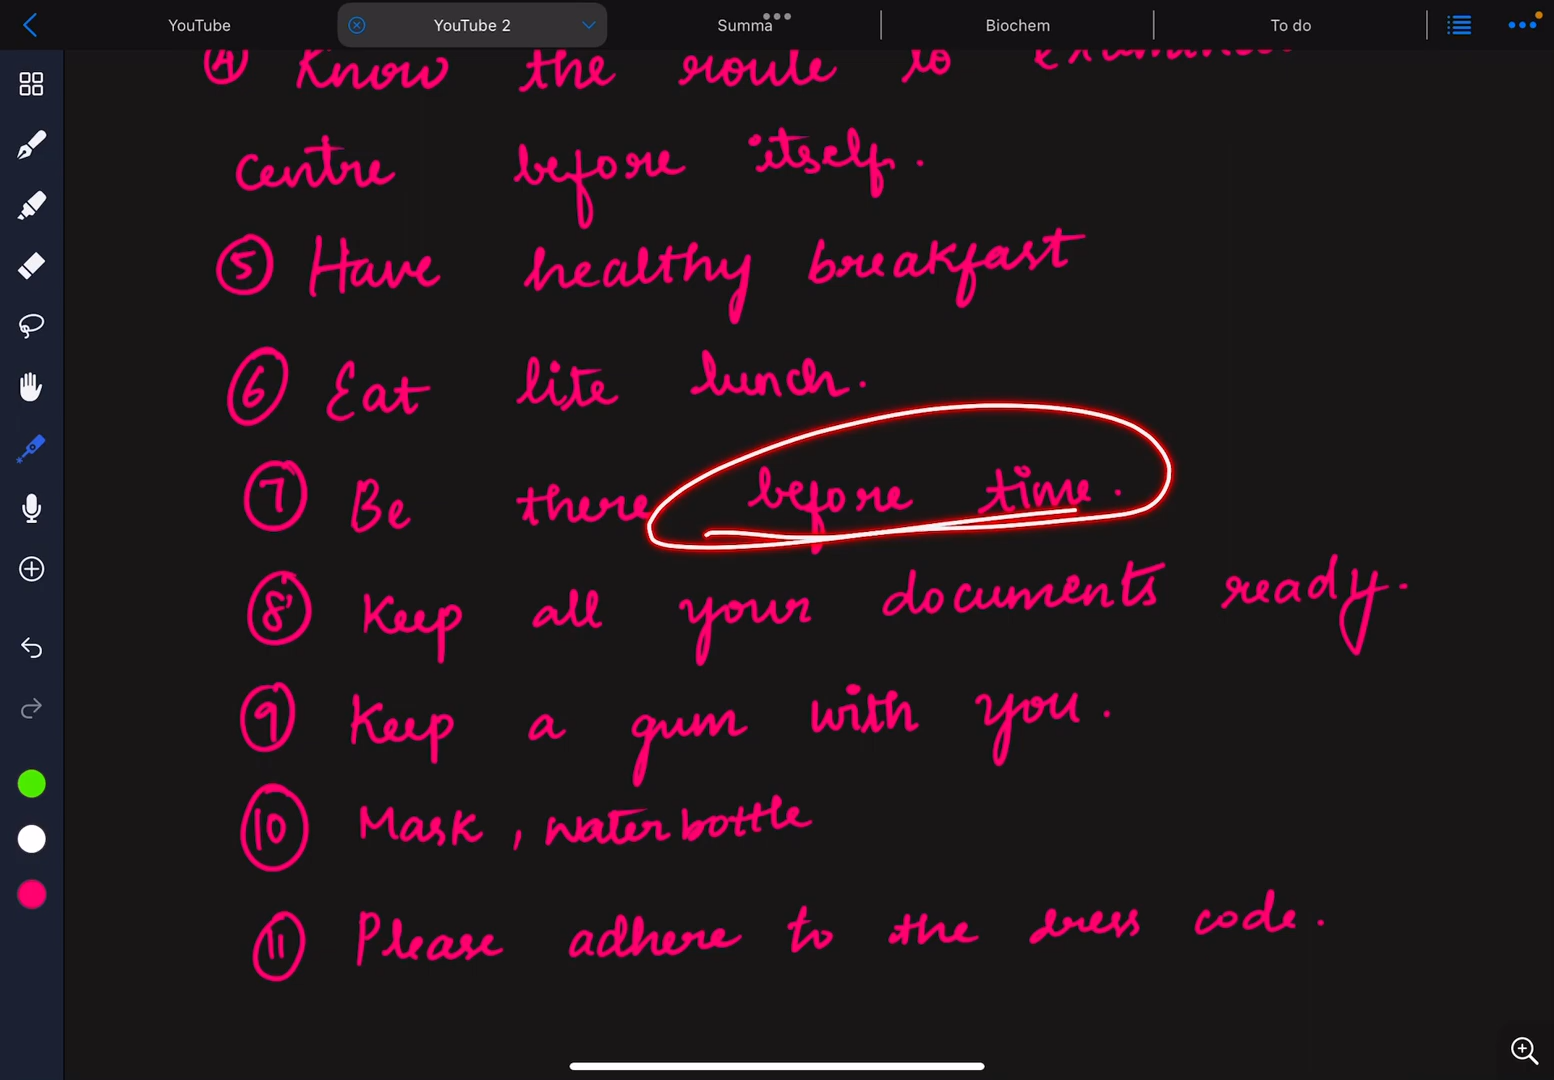 YouTube
YouTube 2
Summa
Biochem
To do
4 Know the route to
centre before itself.
5 Have healthy breakfast
6 Eat lite lunch.
7 Be there before time.
8 Keep all your documents ready.
9 Keep a gum with you.
10 Mask, water bottle
11 Please adhere to the dress code.